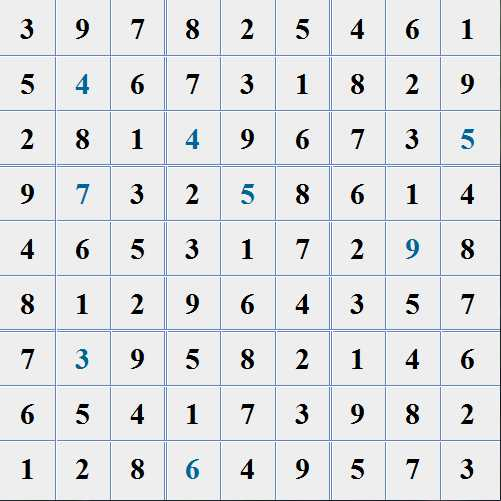 3 9 7 8 2 5 4 6 1
5 4 6 7 3 1 8 2 9
2 8 1 4 9 6 7 3 5
9 7 3 2 5 8 6 1 4
4 6 5 3 1 7 2 9 8
8 1 2 9 6 4 3 5 7
7 3 9 5 8 2 1 4 6
6 5 4 1 7 3 9 8 2
1 2 8 6 4 9 5 7 3